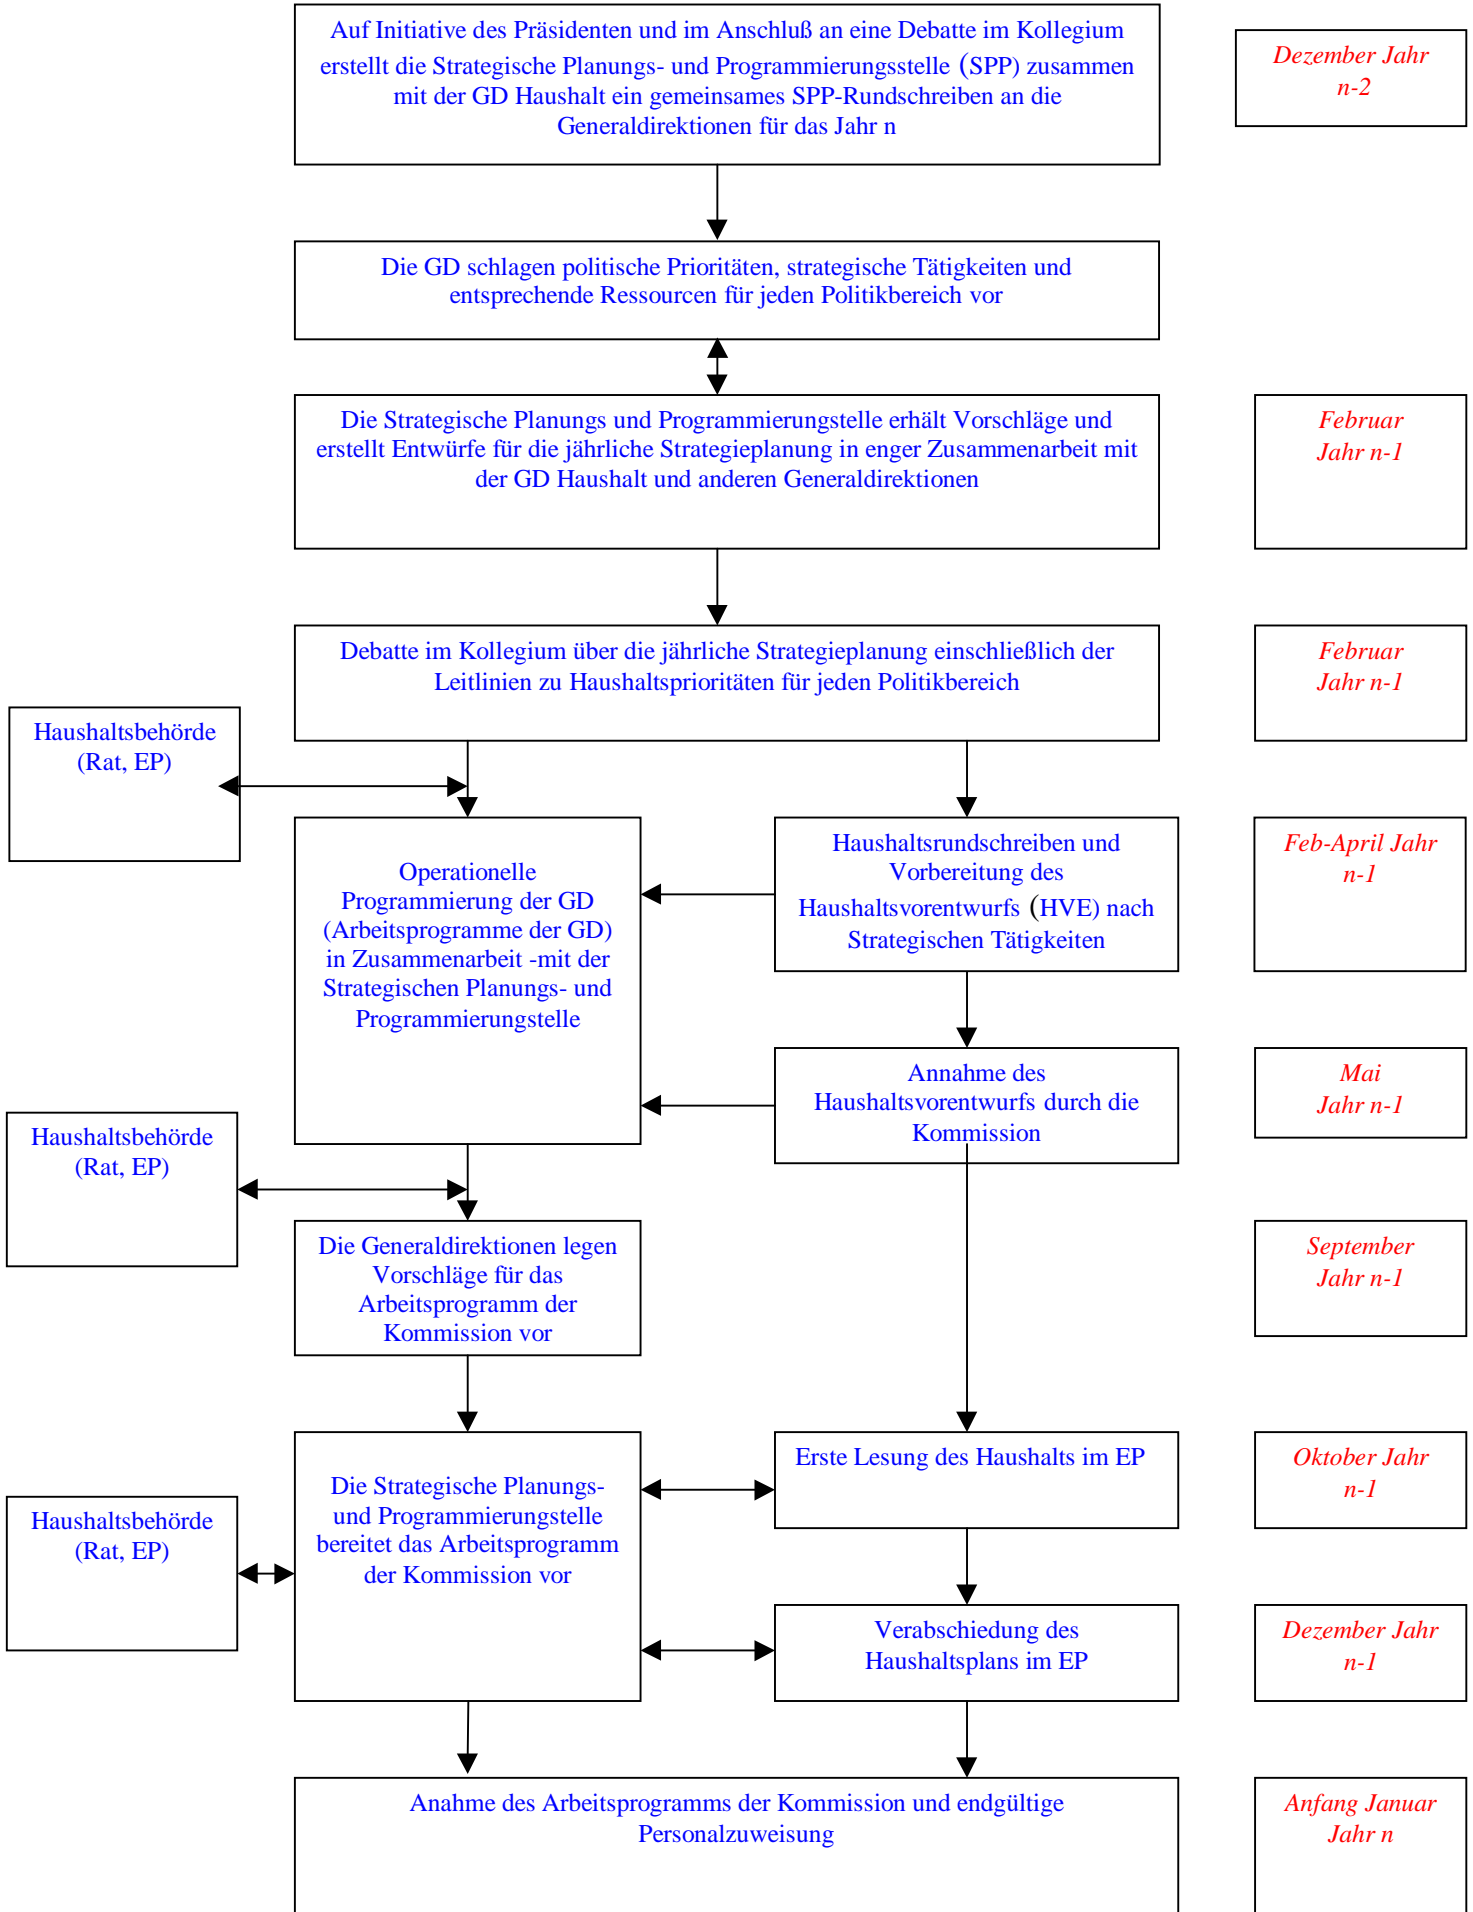 Auf Initiative des Präsidenten und im Anschluß an eine Debatte im Kollegium
erstellt die Strategische Planungs- und Programmierungsstelle (SPP) zusammen
mit der GD Haushalt ein gemeinsames SPP-Rundschreiben an die
Generaldirektionen für das Jahr n
Dezember Jahr
n-2
Die GD schlagen politische Prioritäten, strategische Tätigkeiten und
entsprechende Ressourcen für jeden Politikbereich vor
Die Strategische Planungs und Programmierungstelle erhält Vorschläge und
erstellt Entwürfe für die jährliche Strategieplanung in enger Zusammenarbeit mit
der GD Haushalt und anderen Generaldirektionen
Februar
Jahr n-1
Debatte im Kollegium über die jährliche Strategieplanung einschließlich der
Leitlinien zu Haushaltsprioritäten für jeden Politikbereich
Februar
Jahr n-1
Haushaltsbehörde
(Rat, EP)
Operationelle
Programmierung der GD
(Arbeitsprogramme der GD)
in Zusammenarbeit -mit der
Strategischen Planungs- und
Programmierungstelle
Haushaltsrundschreiben und
Vorbereitung des
Haushaltsvorentwurfs (HVE) nach
Strategischen Tätigkeiten
Feb-April Jahr
n-1
Annahme des
Haushaltsvorentwurfs durch die
Kommission
Mai
Jahr n-1
Haushaltsbehörde
(Rat, EP)
Die Generaldirektionen legen
Vorschläge für das
Arbeitsprogramm der
Kommission vor
September
Jahr n-1
Die Strategische Planungs-
und Programmierungstelle
bereitet das Arbeitsprogramm
der Kommission vor
Erste Lesung des Haushalts im EP
Oktober Jahr
n-1
Haushaltsbehörde
(Rat, EP)
Verabschiedung des
Haushaltsplans im EP
Dezember Jahr
n-1
Anahme des Arbeitsprogramms der Kommission und endgültige
Personalzuweisung
Anfang Januar
Jahr n